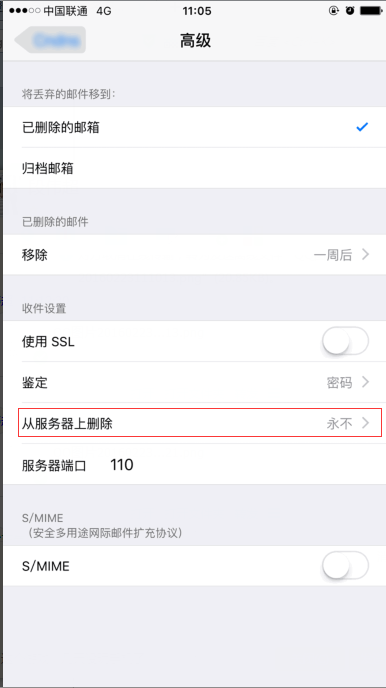 中国联通 4G 11:05
高级
将丢弃的邮件移到:
已删除的邮箱
归档邮箱
已删除的邮件
移除 一周后
收件设置
使用 SSL
鉴定 密码
从服务器上删除 永不
服务器端口 110
S/MIME
（安全多用途网际邮件扩充协议）
S/MIME